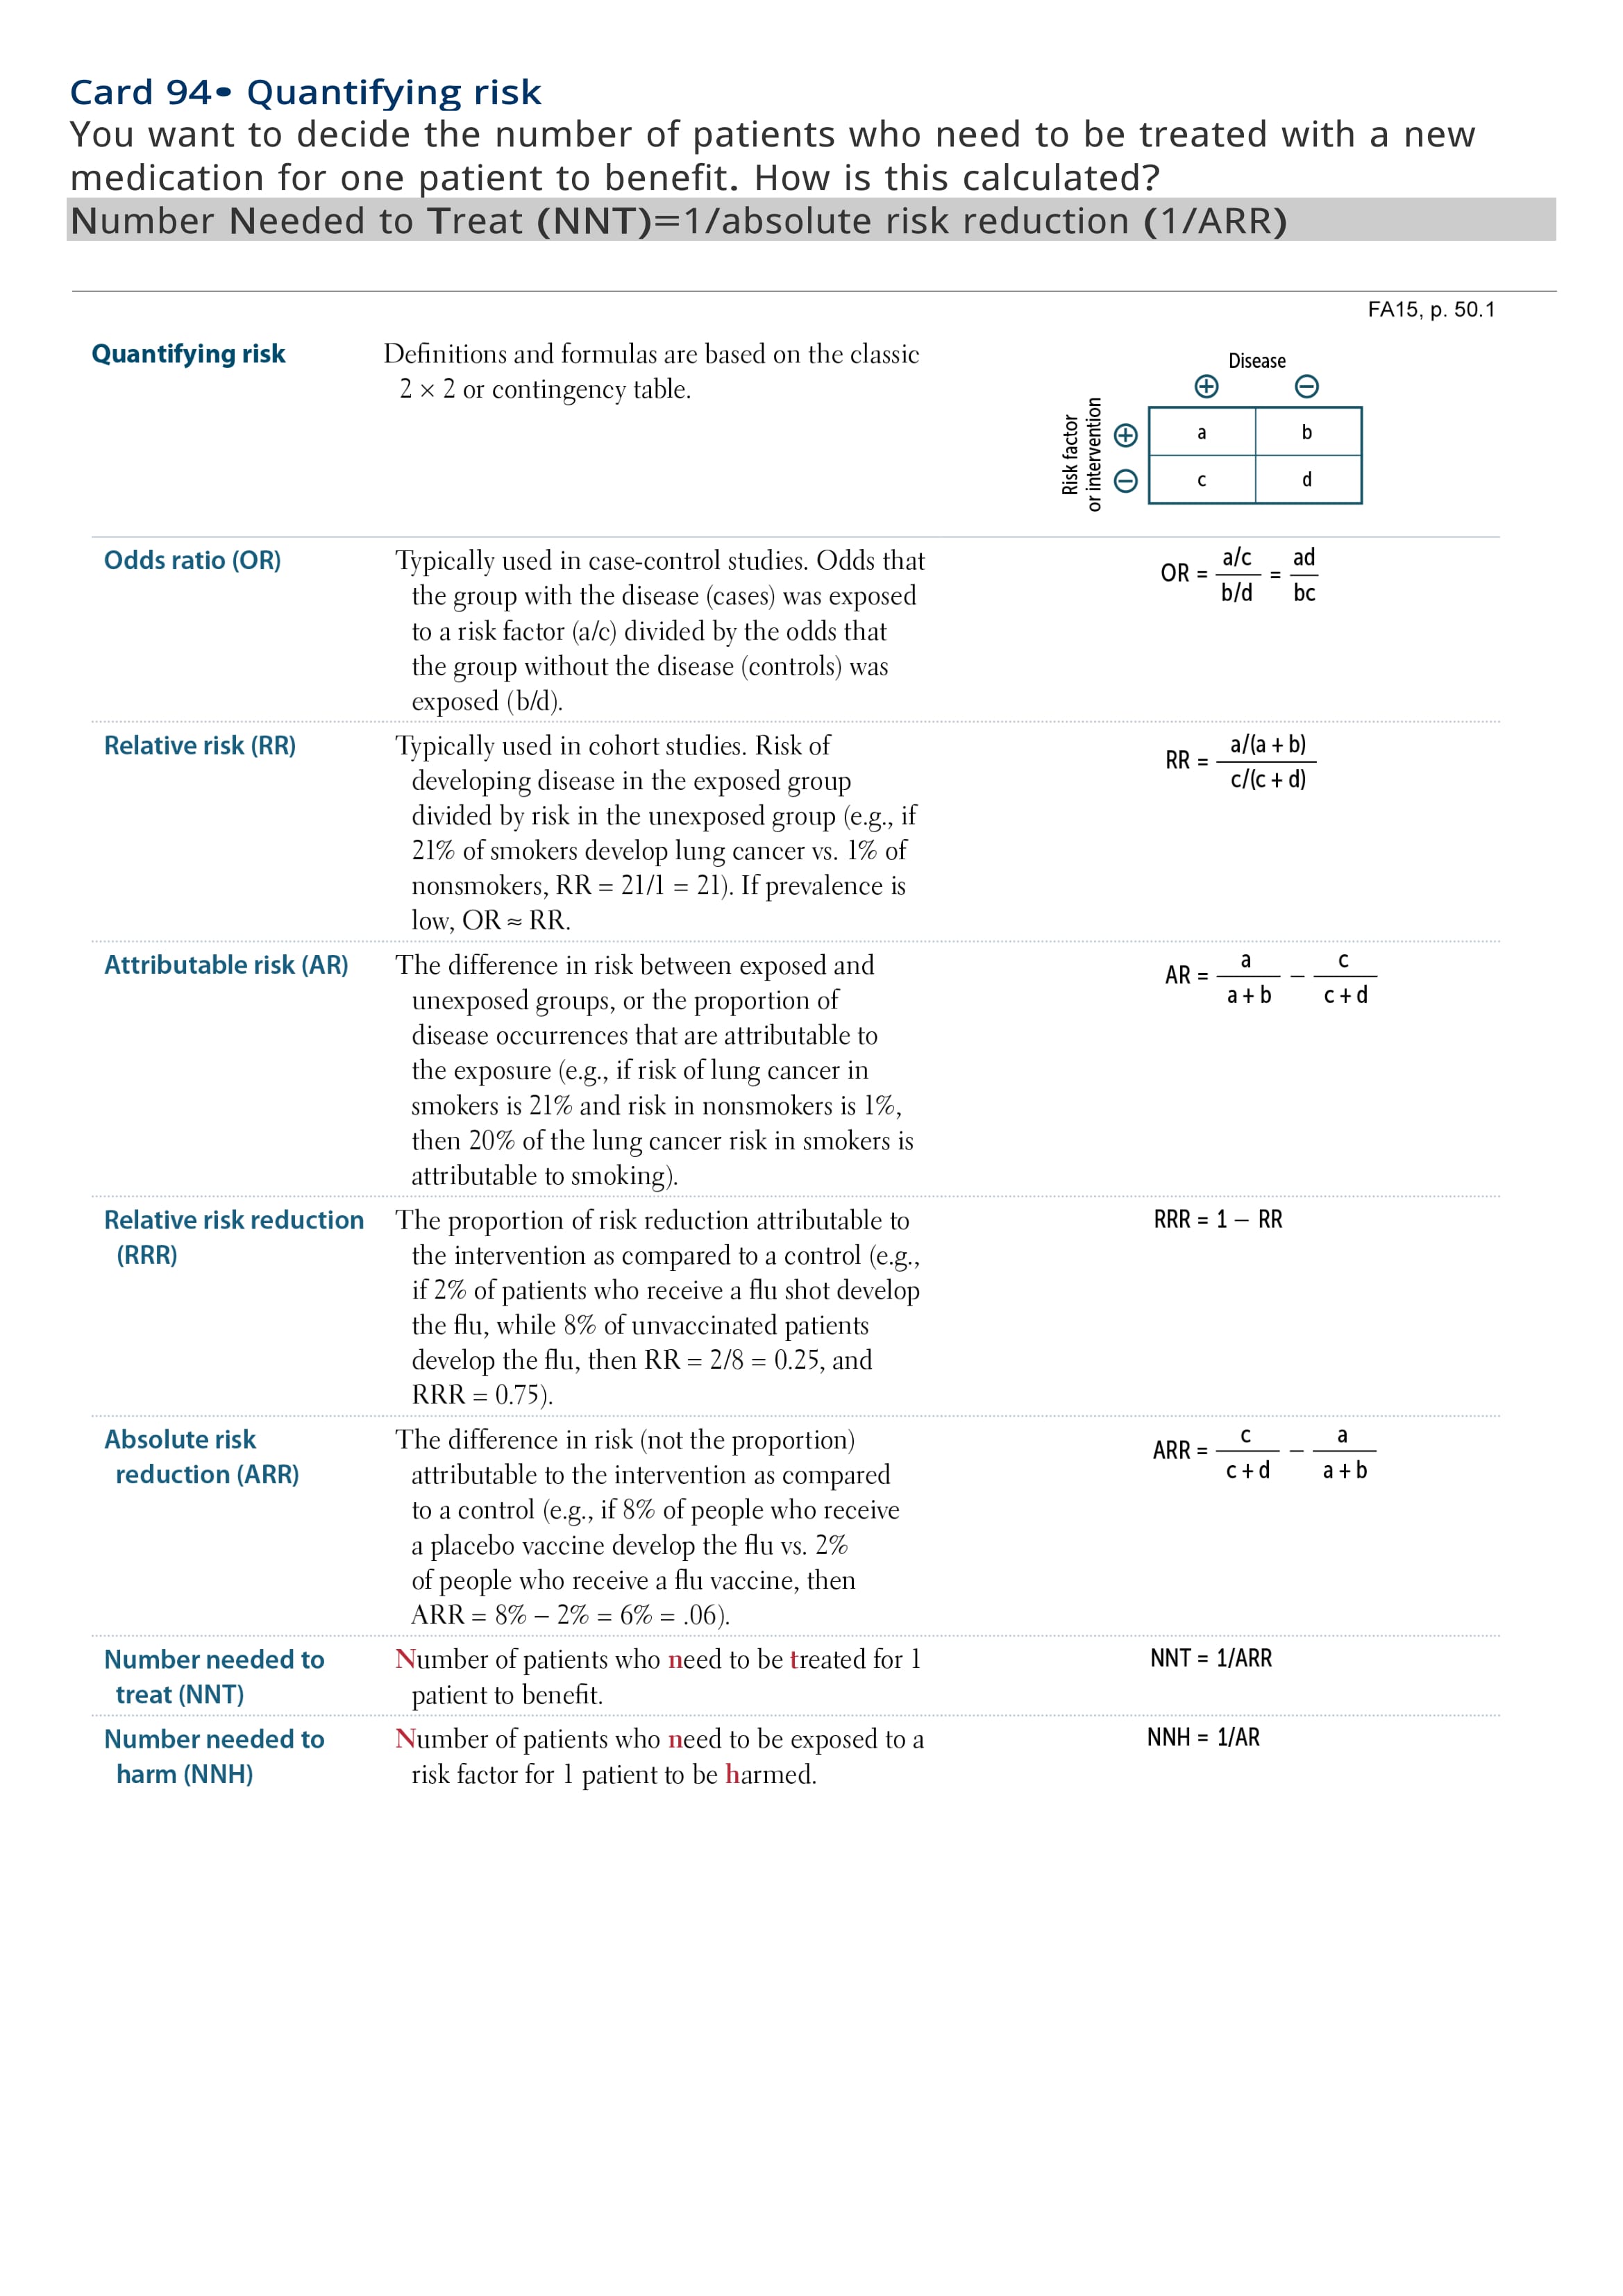 Card 94• Quantifying risk
You want to decide the number of patients who need to be treated with a new
medication for one patient to benefit. How is this calculated?
Number Needed to Treat (NNT)=1/absolute risk reduction (1/ARR)
FA15, p. 50.1
Quantifying risk
Definitions and formulas are based on the classic
2 × 2 or contingency table.
Disease
⊕ ⊖
Risk factor
or intervention
⊕ a b
⊖ c d
Odds ratio (OR)
Typically used in case-control studies. Odds that
the group with the disease (cases) was exposed
to a risk factor (a/c) divided by the odds that
the group without the disease (controls) was
exposed (b/d).
OR = a/c / b/d = ad / bc
Relative risk (RR)
Typically used in cohort studies. Risk of
developing disease in the exposed group
divided by risk in the unexposed group (e.g., if
21% of smokers develop lung cancer vs. 1% of
nonsmokers, RR = 21/1 = 21). If prevalence is
low, OR ≈ RR.
RR = a/(a + b) / c/(c + d)
Attributable risk (AR)
The difference in risk between exposed and
unexposed groups, or the proportion of
disease occurrences that are attributable to
the exposure (e.g., if risk of lung cancer in
smokers is 21% and risk in nonsmokers is 1%,
then 20% of the lung cancer risk in smokers is
attributable to smoking).
AR = a / a + b − c / c + d
Relative risk reduction
(RRR)
The proportion of risk reduction attributable to
the intervention as compared to a control (e.g.,
if 2% of patients who receive a flu shot develop
the flu, while 8% of unvaccinated patients
develop the flu, then RR = 2/8 = 0.25, and
RRR = 0.75).
RRR = 1 − RR
Absolute risk
reduction (ARR)
The difference in risk (not the proportion)
attributable to the intervention as compared
to a control (e.g., if 8% of people who receive
a placebo vaccine develop the flu vs. 2%
of people who receive a flu vaccine, then
ARR = 8% − 2% = 6% = .06).
ARR = c / c + d − a / a + b
Number needed to
treat (NNT)
Number of patients who need to be treated for 1
patient to benefit.
NNT = 1/ARR
Number needed to
harm (NNH)
Number of patients who need to be exposed to a
risk factor for 1 patient to be harmed.
NNH = 1/AR